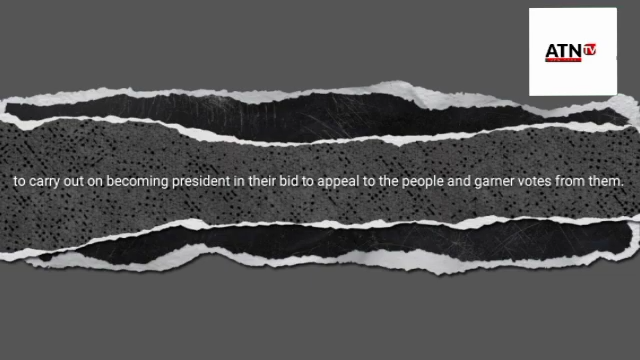 ATN TV
to carry out on becoming president in their bid to appeal to the people and garner votes from them.